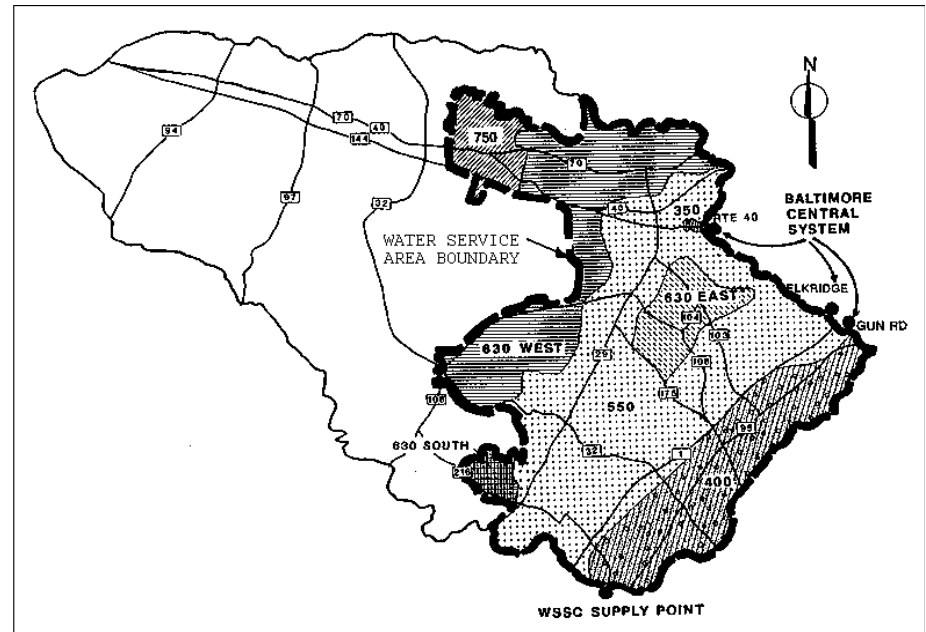 N
94
70
40
144
750
70
97
32
40
350
RTE 40
BALTIMORE
CENTRAL
SYSTEM
WATER SERVICE
AREA BOUNDARY
630 EAST
ELKRIDGE
104
GUN RD
103
630 WEST
29
108
175
108
550
95
630 SOUTH
32
1
216
400
WSSC SUPPLY POINT